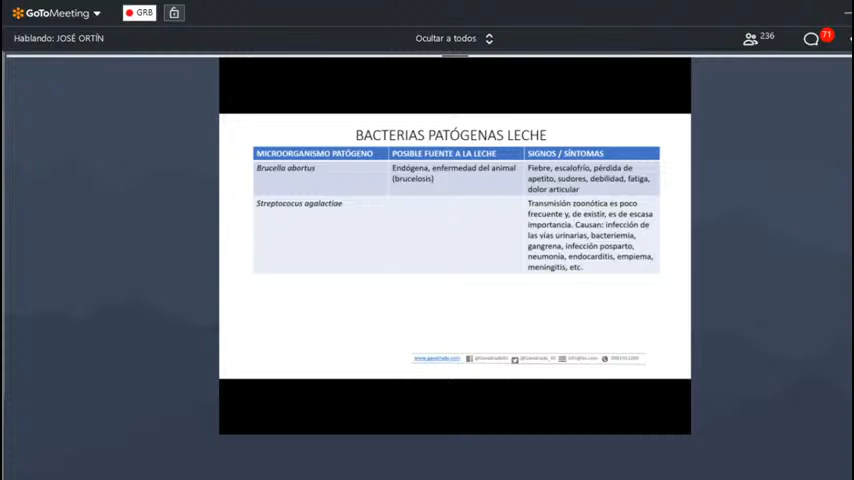 GoToMeeting
GRB
Hablando: JOSÉ ORTÍN
Ocultar a todos
236
71
BACTERIAS PATÓGENAS LECHE
MICROORGANISMO PATÓGENO
POSIBLE FUENTE A LA LECHE
SIGNOS / SÍNTOMAS
Brucella abortus
Endógena, enfermedad del animal
(brucelosis)
Fiebre, escalofrío, pérdida de
apetito, sudores, debilidad, fatiga,
dolor articular
Streptococus agalactiae
Transmisión zoonótica es poco
frecuente y, de existir, es de escasa
importancia. Causan: infección de
las vías urinarias, bacteriemia,
gangrena, infección posparto,
neumonía, endocarditis, empiema,
meningitis, etc.